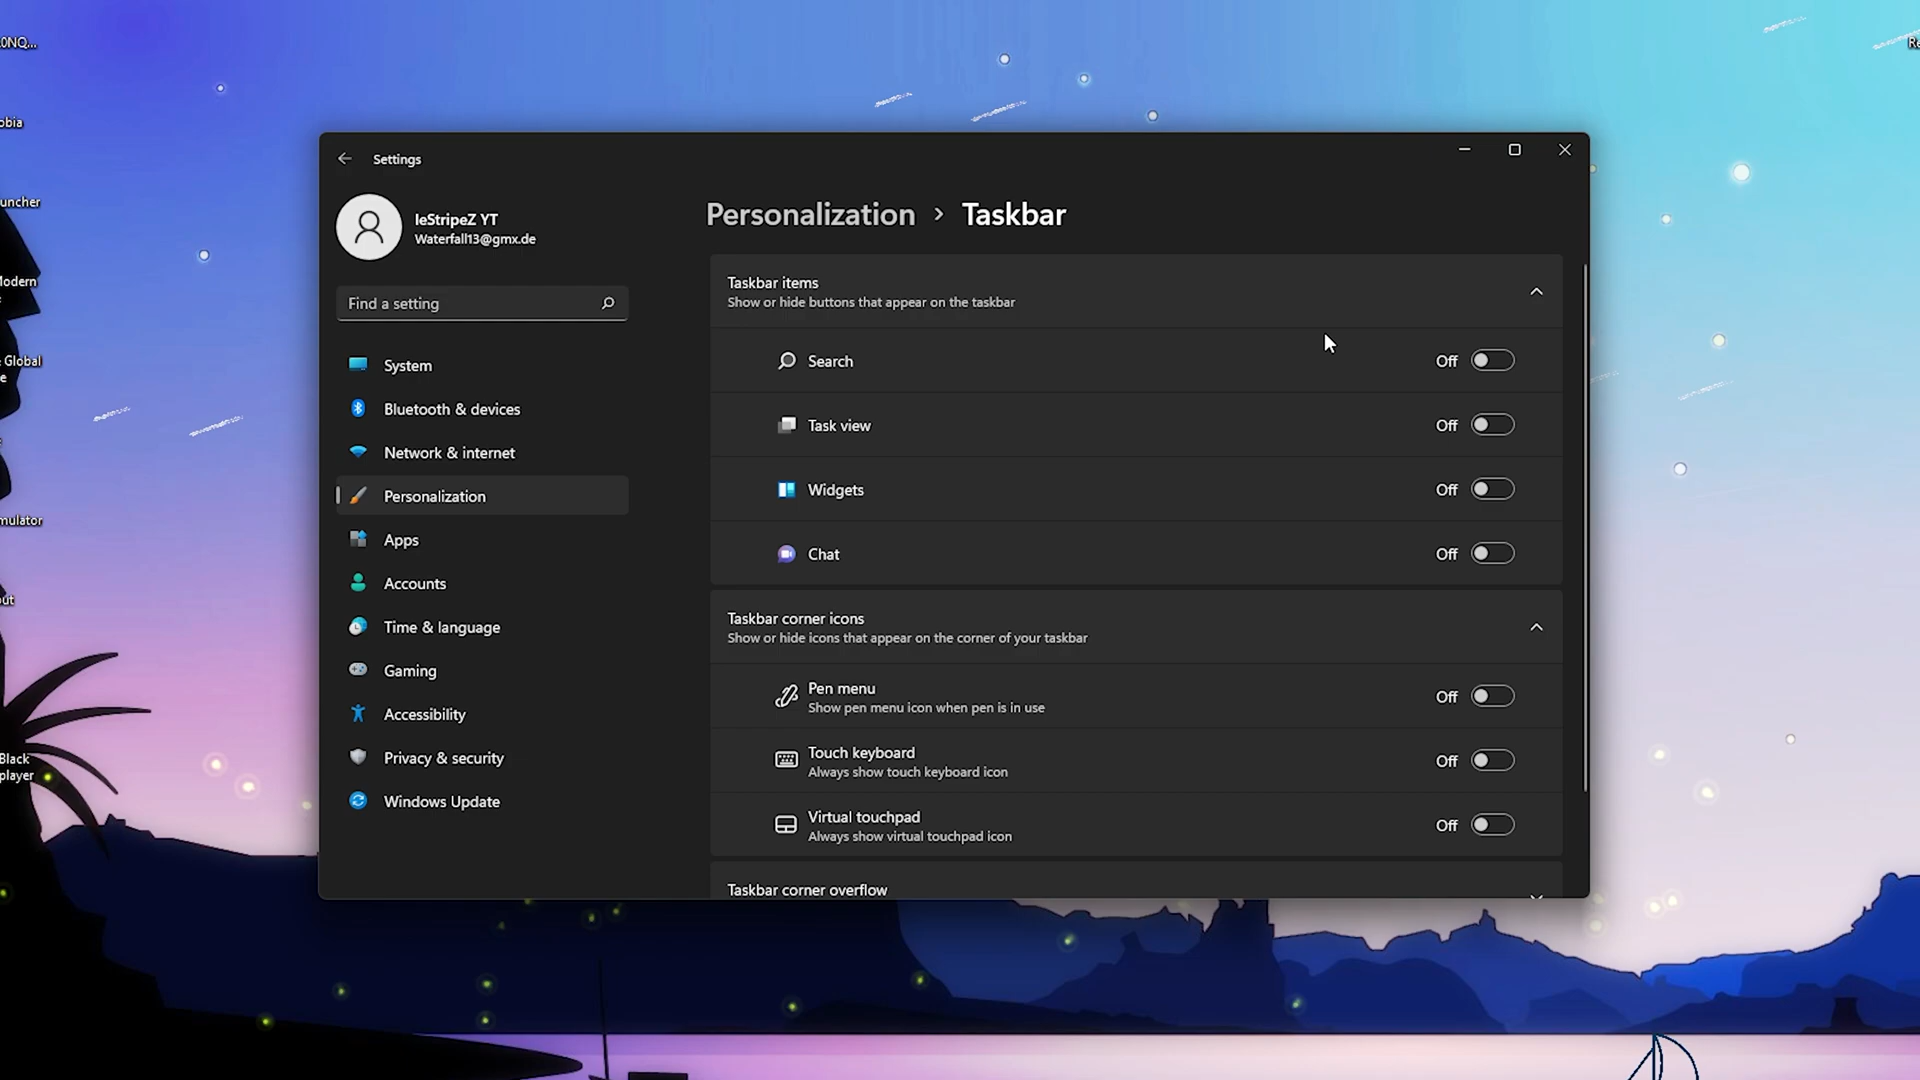 0NQ...
obia
uncher
lodern
Global
e
mulator
out
Black
player
Re
Settings
leStripeZ YT
Waterfall13@gmx.de
Find a setting
System
Bluetooth & devices
Network & internet
Personalization
Apps
Accounts
Time & language
Gaming
Accessibility
Privacy & security
Windows Update
Personalization > Taskbar
Taskbar items
Show or hide buttons that appear on the taskbar
Search Off
Task view Off
Widgets Off
Chat Off
Taskbar corner icons
Show or hide icons that appear on the corner of your taskbar
Pen menu
Show pen menu icon when pen is in use
Off
Touch keyboard
Always show touch keyboard icon
Off
Virtual touchpad
Always show virtual touchpad icon
Off
Taskbar corner overflow